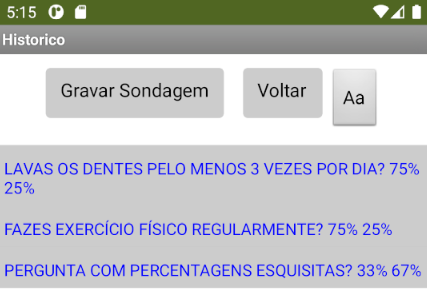 5:15
Historico
Gravar Sondagem Voltar Aa
LAVAS OS DENTES PELO MENOS 3 VEZES POR DIA? 75%
25%
FAZES EXERCÍCIO FÍSICO REGULARMENTE? 75% 25%
PERGUNTA COM PERCENTAGENS ESQUISITAS? 33% 67%